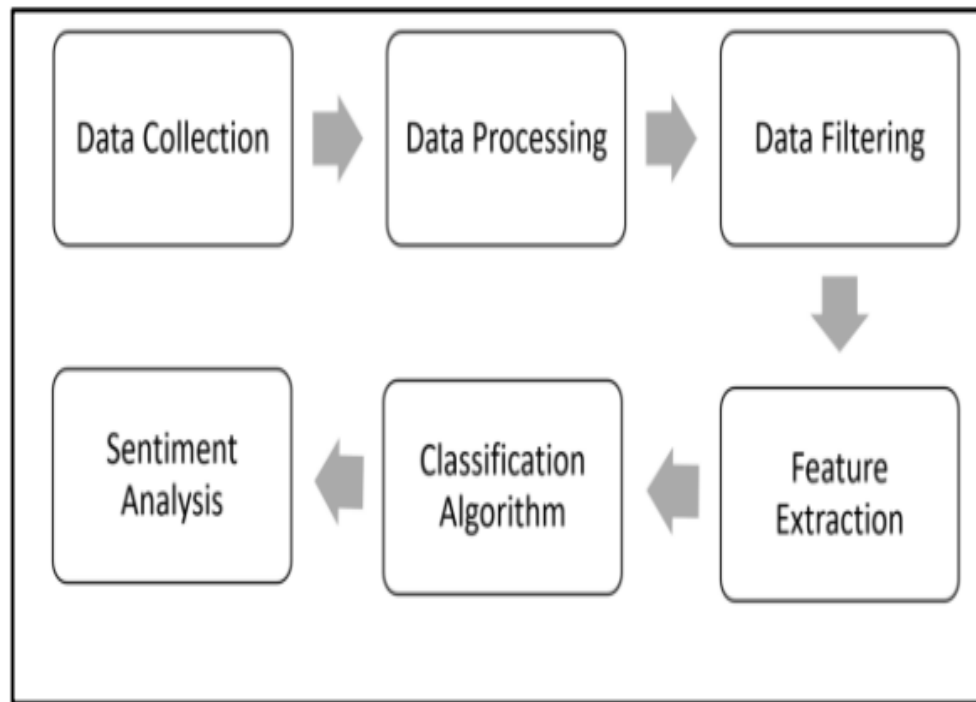 Data Collection
Data Processing
Data Filtering
Feature
Extraction
Classification
Algorithm
Sentiment
Analysis